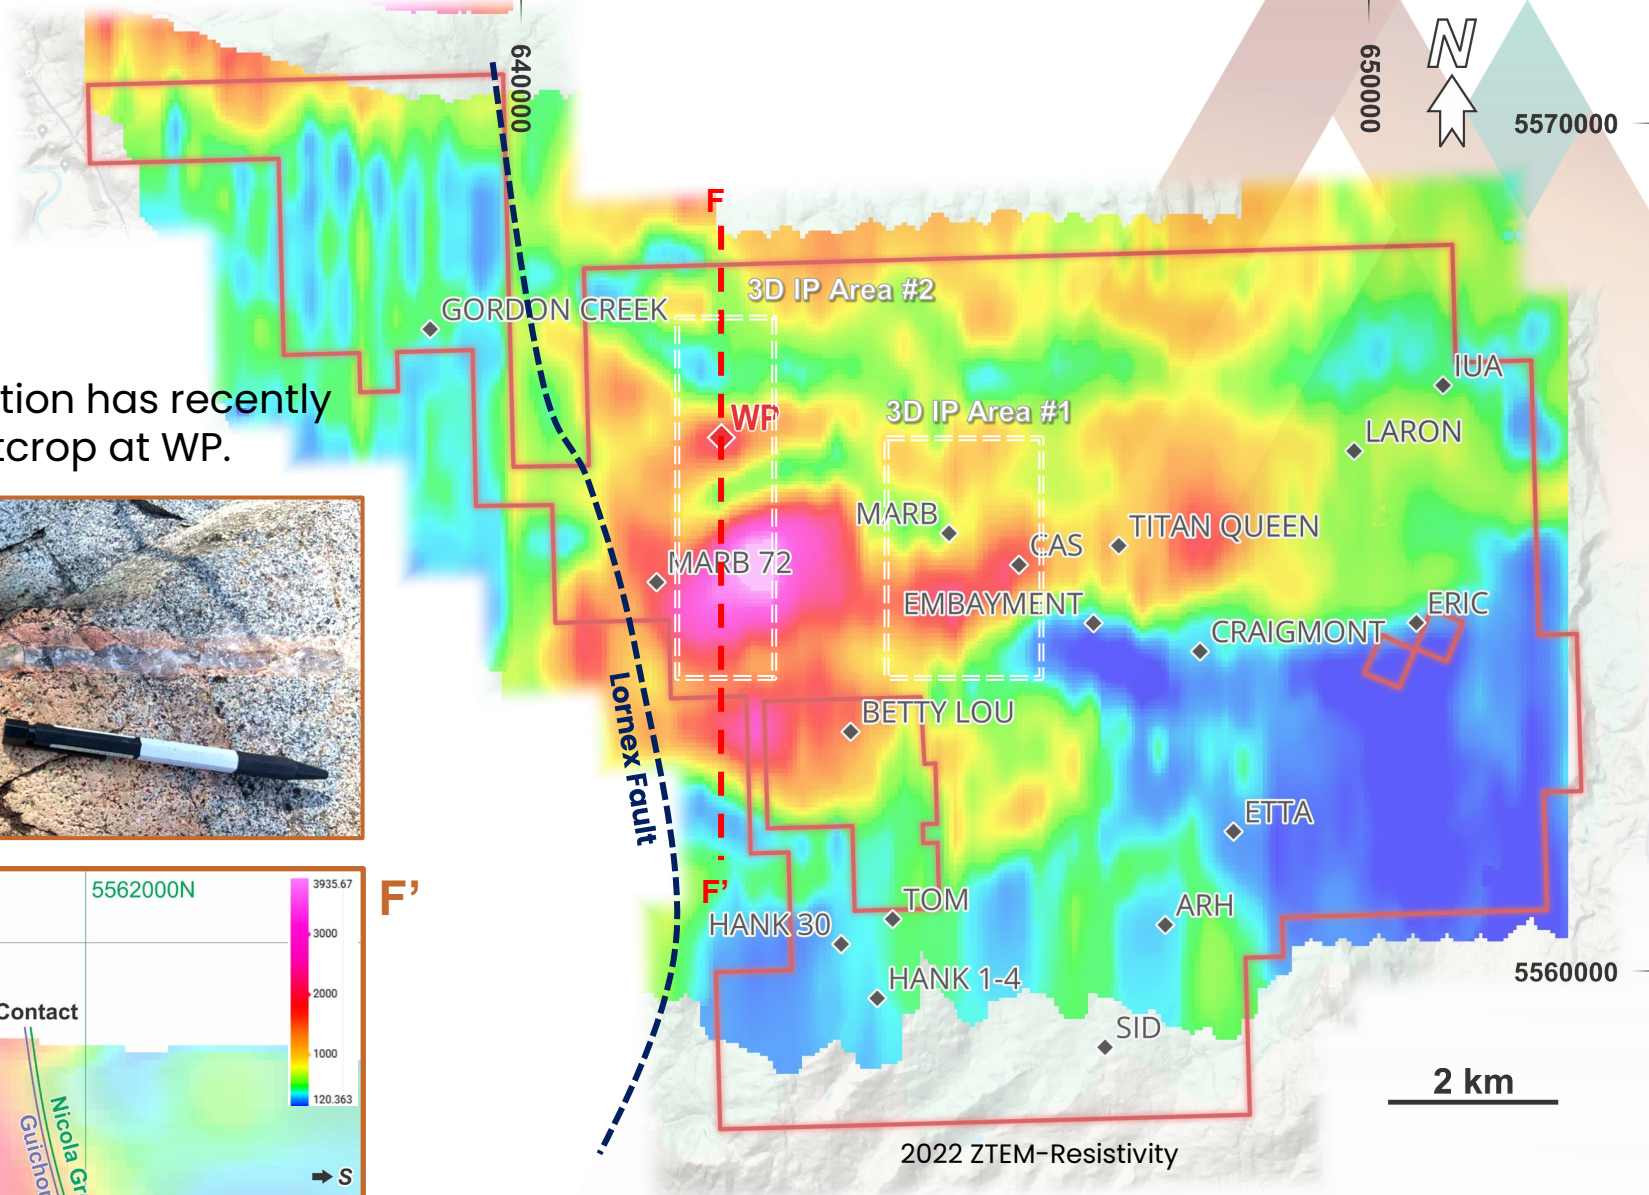 640000
650000
N
5570000
F
3D IP Area #2
GORDON CREEK
IUA
tion has recently
tcrop at WP.
WP
3D IP Area #1
LARON
MARB
TITAN QUEEN
CAS
MARB 72
EMBAYMENT
ERIC
CRAIGMONT
Lornex Fault
BETTY LOU
ETTA
F'
5562000N
3935.67
3000
2000
1000
120.363
F'
TOM
ARH
HANK 30
HANK 1-4
5560000
Contact
SID
2 km
Nicola Gr
Guichon
S
2022 ZTEM-Resistivity